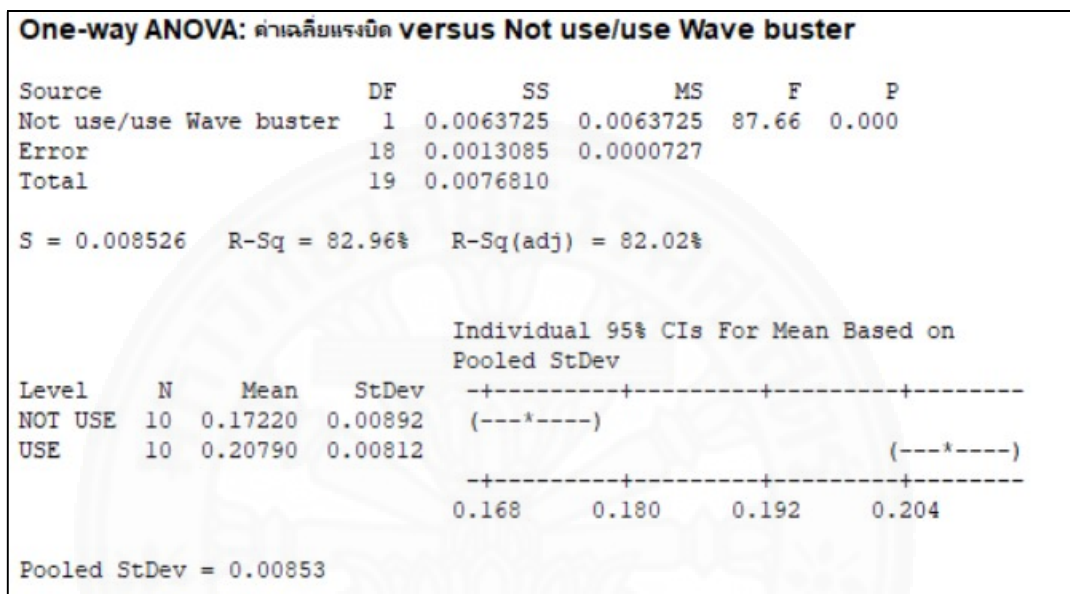 One-way ANOVA: ค่าเฉลี่ยแรงบิด versus Not use/use Wave buster
Source DF SS MS F P
Not use/use Wave buster 1 0.0063725 0.0063725 87.66 0.000
Error 18 0.0013085 0.0000727
Total 19 0.0076810
S = 0.008526 R-Sq = 82.96% R-Sq(adj) = 82.02%
Individual 95% CIs For Mean Based on
Pooled StDev
Level N Mean StDev -+---------+---------+---------+--------
NOT USE 10 0.17220 0.00892 (---*----)
USE 10 0.20790 0.00812 (---*----)
-+---------+---------+---------+--------
0.168 0.180 0.192 0.204
Pooled StDev = 0.00853